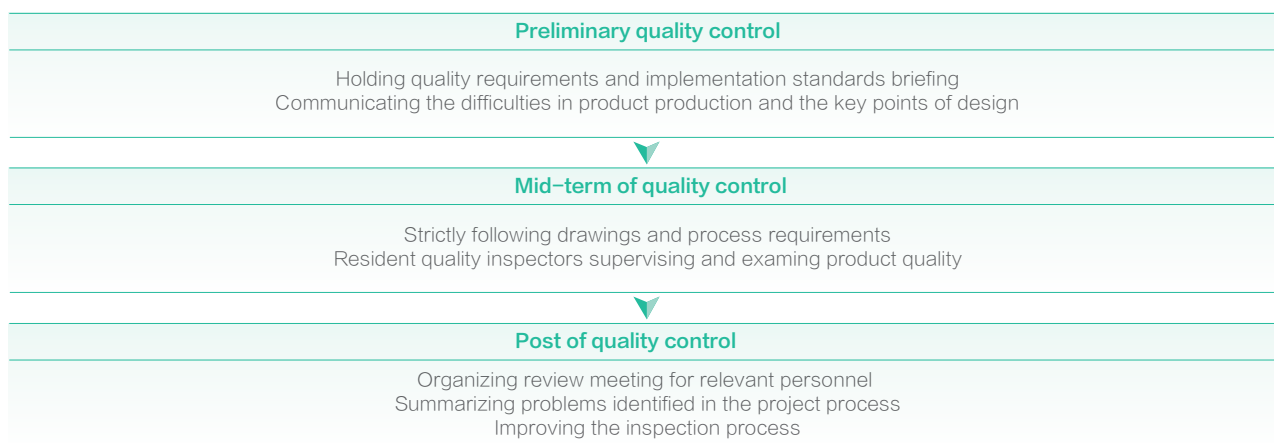 Preliminary quality control
Holding quality requirements and implementation standards briefing
Communicating the difficulties in product production and the key points of design
Mid-term of quality control
Strictly following drawings and process requirements
Resident quality inspectors supervising and examing product quality
Post of quality control
Organizing review meeting for relevant personnel
Summarizing problems identified in the project process
Improving the inspection process